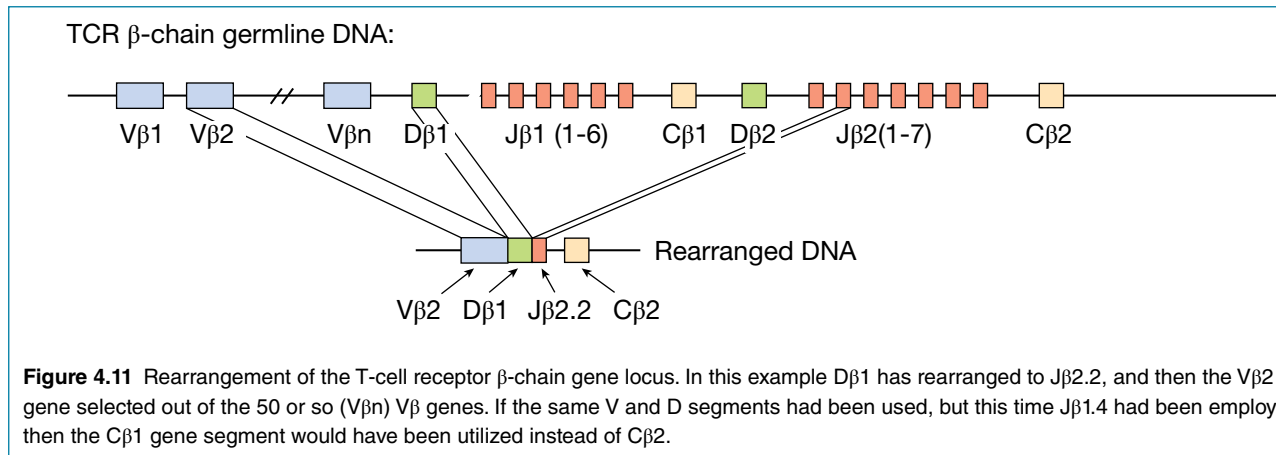 TCR β-chain germline DNA:
Vβ1 Vβ2 Vβn Dβ1 Jβ1 (1-6) Cβ1 Dβ2 Jβ2(1-7) Cβ2
Rearranged DNA
Vβ2 Dβ1 Jβ2.2 Cβ2
Figure 4.11 Rearrangement of the T-cell receptor β-chain gene locus. In this example Dβ1 has rearranged to Jβ2.2, and then the Vβ2
gene selected out of the 50 or so (Vβn) Vβ genes. If the same V and D segments had been used, but this time Jβ1.4 had been employ
then the Cβ1 gene segment would have been utilized instead of Cβ2.